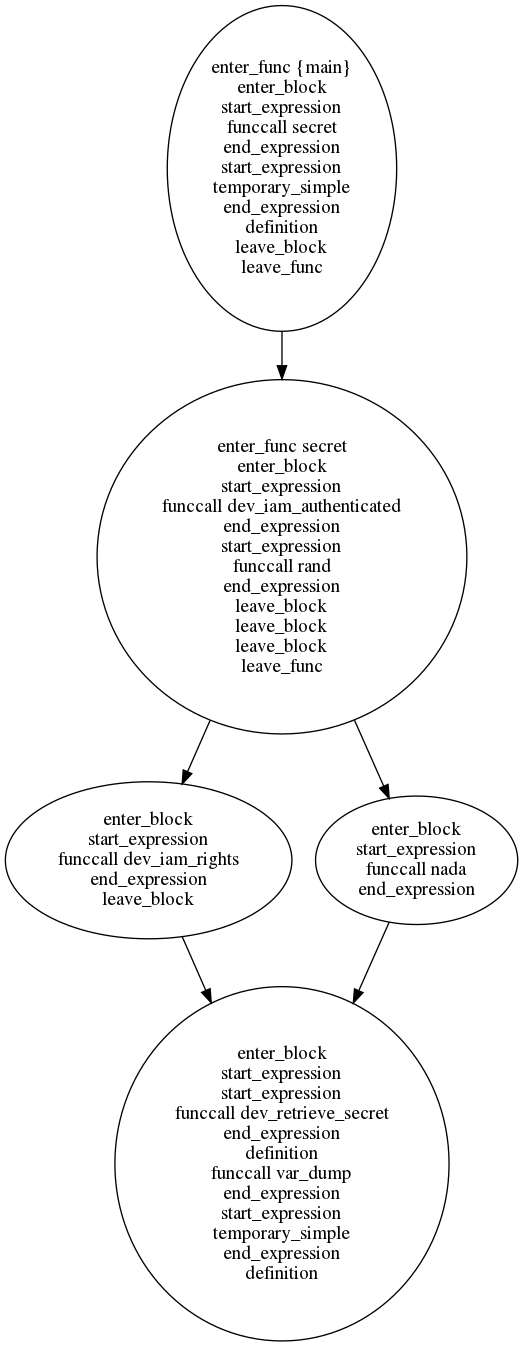 enter_func {main}
enter_block
start_expression
funccall secret
end_expression
start_expression
temporary_simple
end_expression
definition
leave_block
leave_func
enter_func secret
enter_block
start_expression
funccall dev_iam_authenticated
end_expression
start_expression
funccall rand
end_expression
leave_block
leave_block
leave_block
leave_func
enter_block
start_expression
funccall dev_iam_rights
end_expression
leave_block
enter_block
start_expression
funccall nada
end_expression
enter_block
start_expression
start_expression
funccall dev_retrieve_secret
end_expression
definition
funccall var_dump
end_expression
start_expression
temporary_simple
end_expression
definition